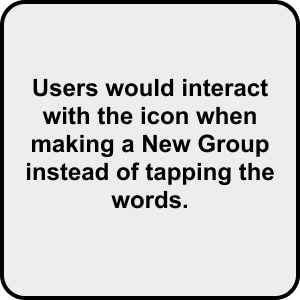 Users would interact
with the icon when
making a New Group
instead of tapping the
words.